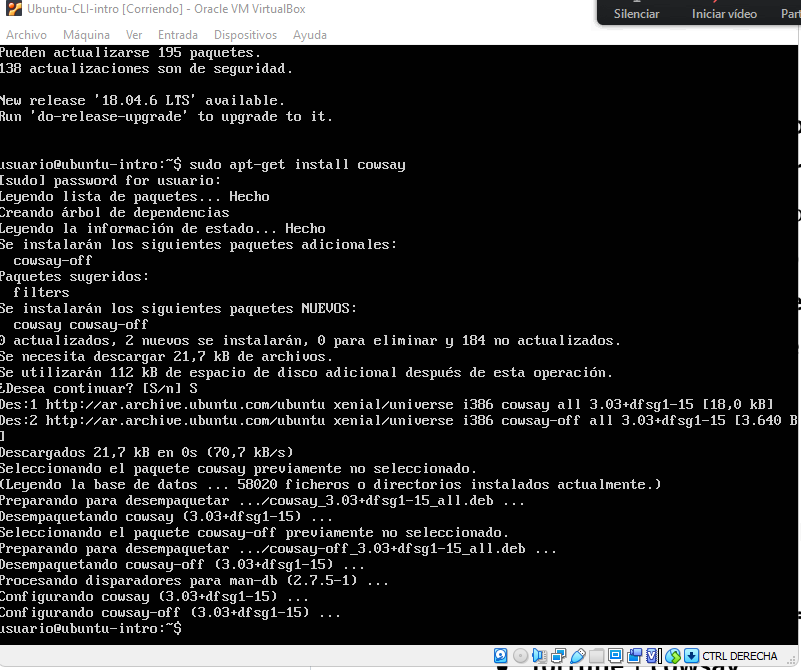 Ubuntu-CLI-intro [Corriendo] - Oracle VM VirtualBox
Silenciar Iniciar vídeo Part
Archivo Máquina Ver Entrada Dispositivos Ayuda
Pueden actualizarse 195 paquetes.
138 actualizaciones son de seguridad.
New release '18.04.6 LTS' available.
Run 'do-release-upgrade' to upgrade to it.
usuario@ubuntu-intro:~$ sudo apt-get install cowsay
[sudo] password for usuario:
Leyendo lista de paquetes... Hecho
Creando árbol de dependencias
Leyendo la información de estado... Hecho
Se instalarán los siguientes paquetes adicionales:
cowsay-off
Paquetes sugeridos:
filters
Se instalarán los siguientes paquetes NUEVOS:
cowsay cowsay-off
0 actualizados, 2 nuevos se instalarán, 0 para eliminar y 184 no actualizados.
Se necesita descargar 21,7 kB de archivos.
Se utilizarán 112 kB de espacio de disco adicional después de esta operación.
¿Desea continuar? [S/n] S
Des:1 http://ar.archive.ubuntu.com/ubuntu xenial/universe i386 cowsay all 3.03+dfsg1-15 [18,0 kB]
Des:2 http://ar.archive.ubuntu.com/ubuntu xenial/universe i386 cowsay-off all 3.03+dfsg1-15 [3.640 B
]
Descargados 21,7 kB en 0s (70,7 kB/s)
Seleccionando el paquete cowsay previamente no seleccionado.
(Leyendo la base de datos ... 58020 ficheros o directorios instalados actualmente.)
Preparando para desempaquetar .../cowsay_3.03+dfsg1-15_all.deb ...
Desempaquetando cowsay (3.03+dfsg1-15) ...
Seleccionando el paquete cowsay-off previamente no seleccionado.
Preparando para desempaquetar .../cowsay-off_3.03+dfsg1-15_all.deb ...
Desempaquetando cowsay-off (3.03+dfsg1-15) ...
Procesando disparadores para man-db (2.7.5-1) ...
Configurando cowsay (3.03+dfsg1-15) ...
Configurando cowsay-off (3.03+dfsg1-15) ...
usuario@ubuntu-intro:~$
CTRL DERECHA
fortune | cowsay